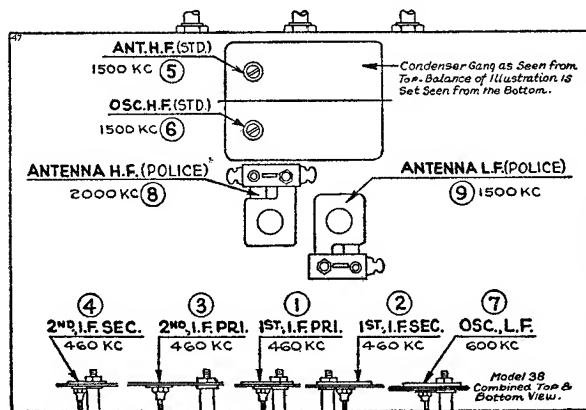 47
ANT. H.F. (STD.)
1500 KC 5
OSC. H.F. (STD.)
1500 KC 6
Condenser Gang as Seen from
Top. Balance of Illustration is
Set Seen from the Bottom.
ANTENNA H.F. (POLICE)
2000 KC 8
ANTENNA L.F. (POLICE)
9 1500 KC
4
2ND, I.F. SEC.
460 KC
3
2ND, I.F. PRI.
460 KC
1
1ST, I.F. PRI.
460 KC
2
1ST, I.F. SEC.
460 KC
7
OSC., L.F.
600 KC
Model 38
Combined Top &
Bottom View.